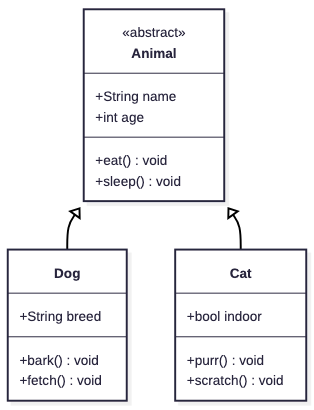 «abstract»
Animal
+String name
+int age
+eat() : void
+sleep() : void
Dog
+String breed
+bark() : void
+fetch() : void
Cat
+bool indoor
+purr() : void
+scratch() : void